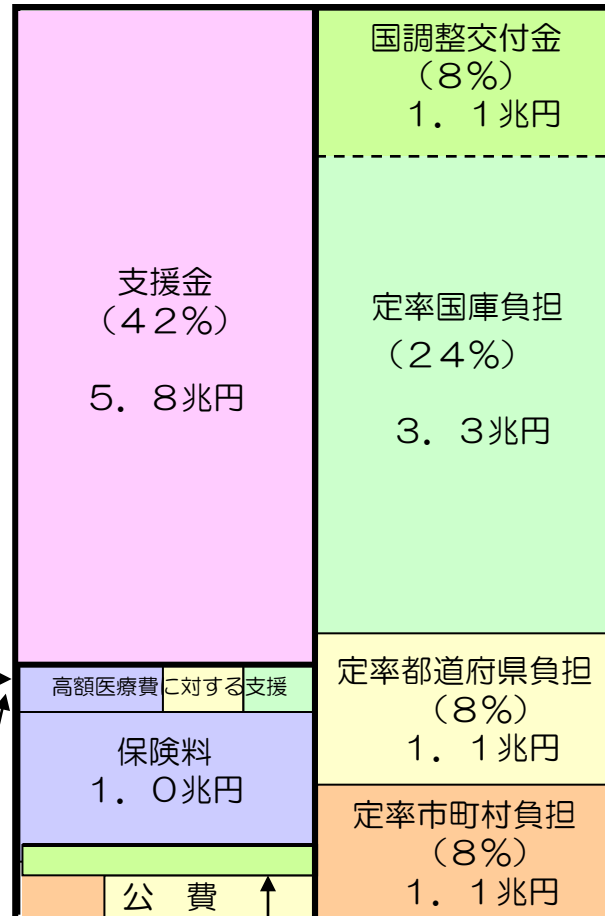 支援金
（４２％）
５．８兆円
高額医療費に対する支援
保険料
１．０兆円
公　費
国調整交付金
（８％）
１．１兆円
定率国庫負担
（２４％）
３．３兆円
定率都道府県負担
（８％）
１．１兆円
定率市町村負担
（８％）
１．１兆円